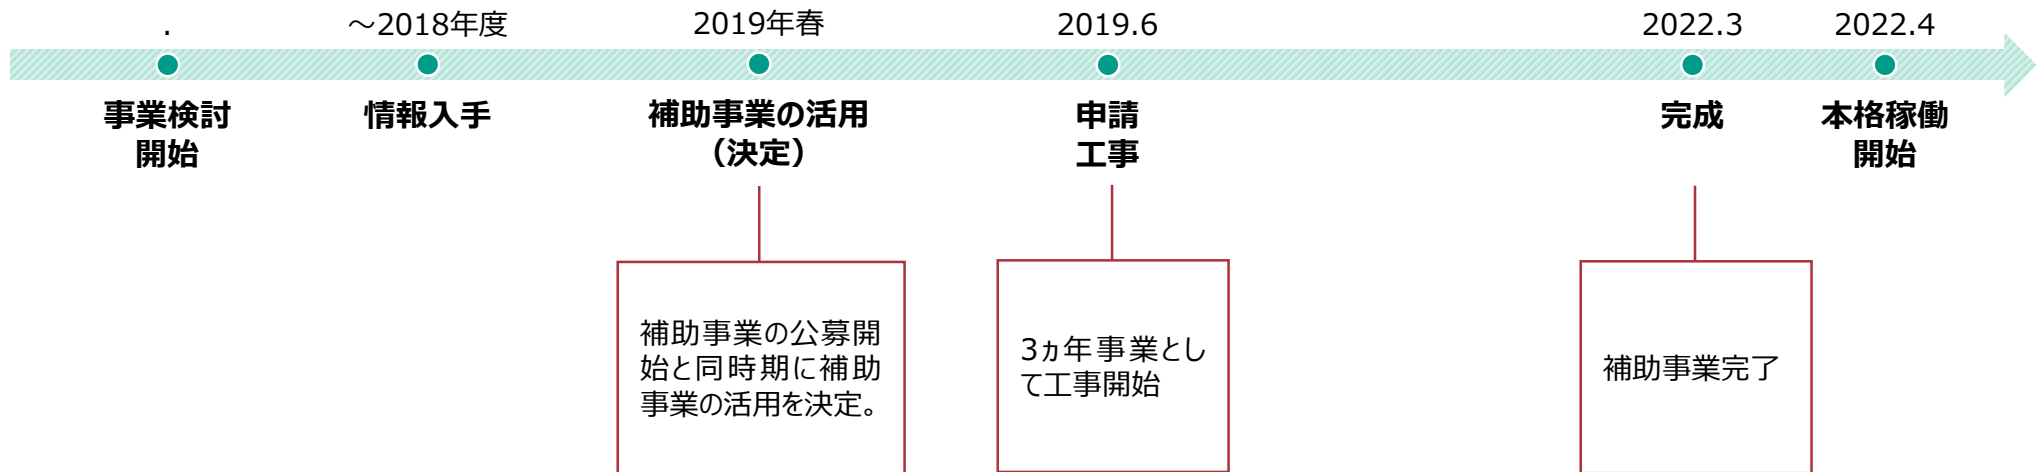 .
～2018年度
2019年春
2019.6
2022.3
2022.4
事業検討
開始
情報入手
補助事業の活用
（決定）
申請
工事
完成
本格稼働
開始
補助事業の公募開
始と同時期に補助
事業の活用を決定。
3ヵ年事業とし
て工事開始
補助事業完了